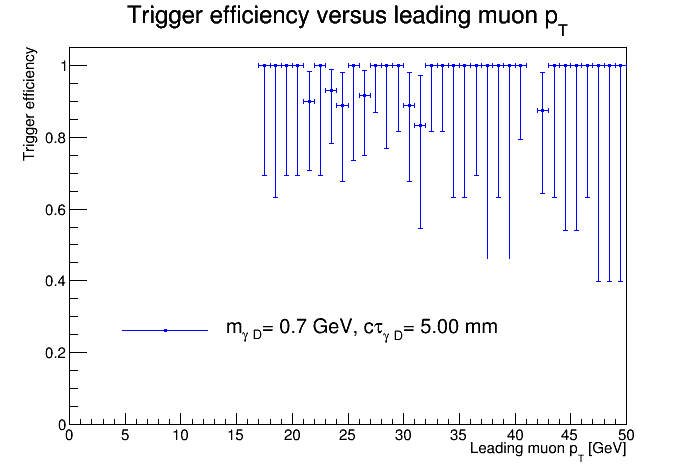 Trigger efficiency versus leading muon p_T
Trigger efficiency
1
0.8
0.6
0.4
0.2
0
m_γ D= 0.7 GeV, cτ_γ D= 5.00 mm
0 5 10 15 20 25 30 35 40 45 50
Leading muon p_T [GeV]